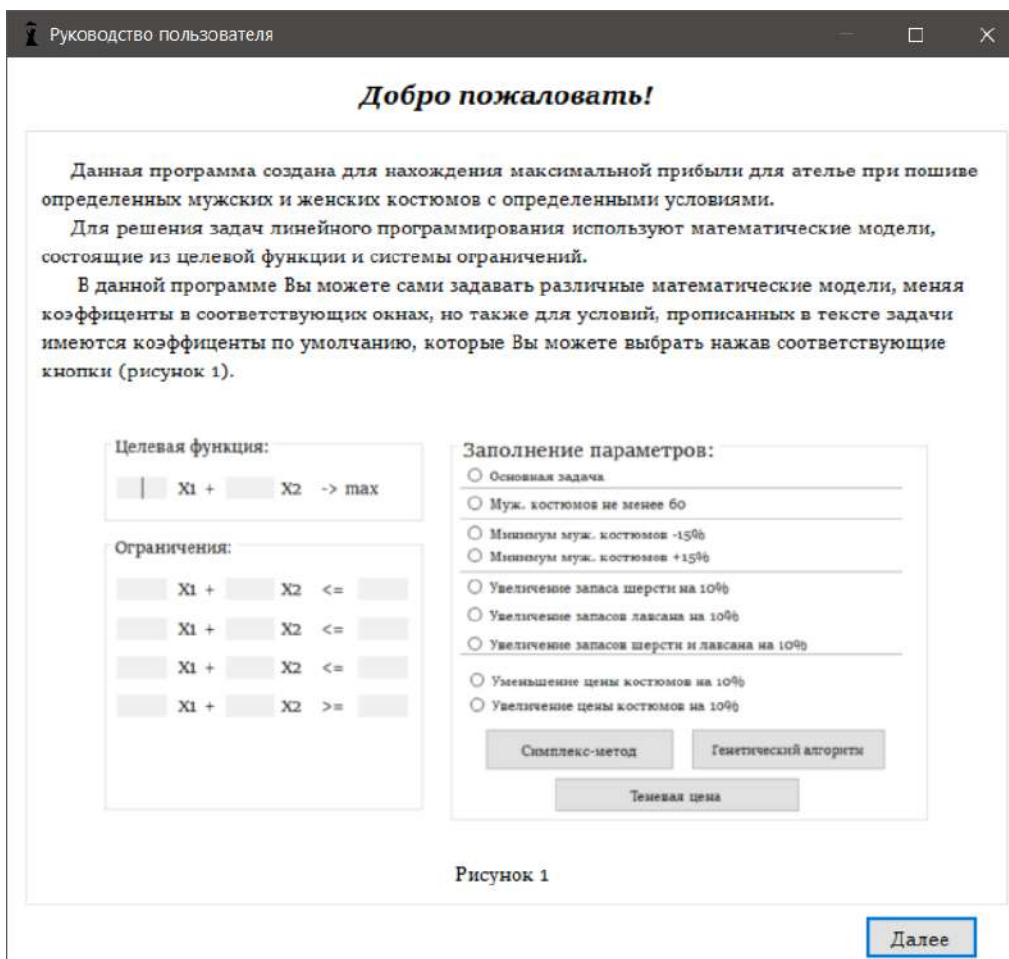 Руководство пользователя
Добро пожаловать!
Данная программа создана для нахождения максимальной прибыли для ателье при пошиве
определенных мужских и женских костюмов с определенными условиями.
Для решения задач линейного программирования используют математические модели,
состоящие из целевой функции и системы ограничений.
В данной программе Вы можете сами задавать различные математические модели, меняя
коэффиценты в соответствующих окнах, но также для условий, прописанных в тексте задачи
имеются коэффиценты по умолчанию, которые Вы можете выбрать нажав соответствующие
кнопки (рисунок 1).
Целевая функция:
X1 + X2 -> max
Ограничения:
X1 + X2 <=
X1 + X2 <=
X1 + X2 <=
X1 + X2 >=
Заполнение параметров:
Основная задача
Муж. костюмов не менее 60
Минимум муж. костюмов -15%
Минимум муж. костюмов +15%
Увеличение запаса шерсти на 10%
Увеличение запасов лавсана на 10%
Увеличение запасов шерсти и лавсана на 10%
Уменьшение цены костюмов на 10%
Увеличение цены костюмов на 10%
Симплекс-метод
Генетический алгоритм
Теневая цена
Рисунок 1
Далее